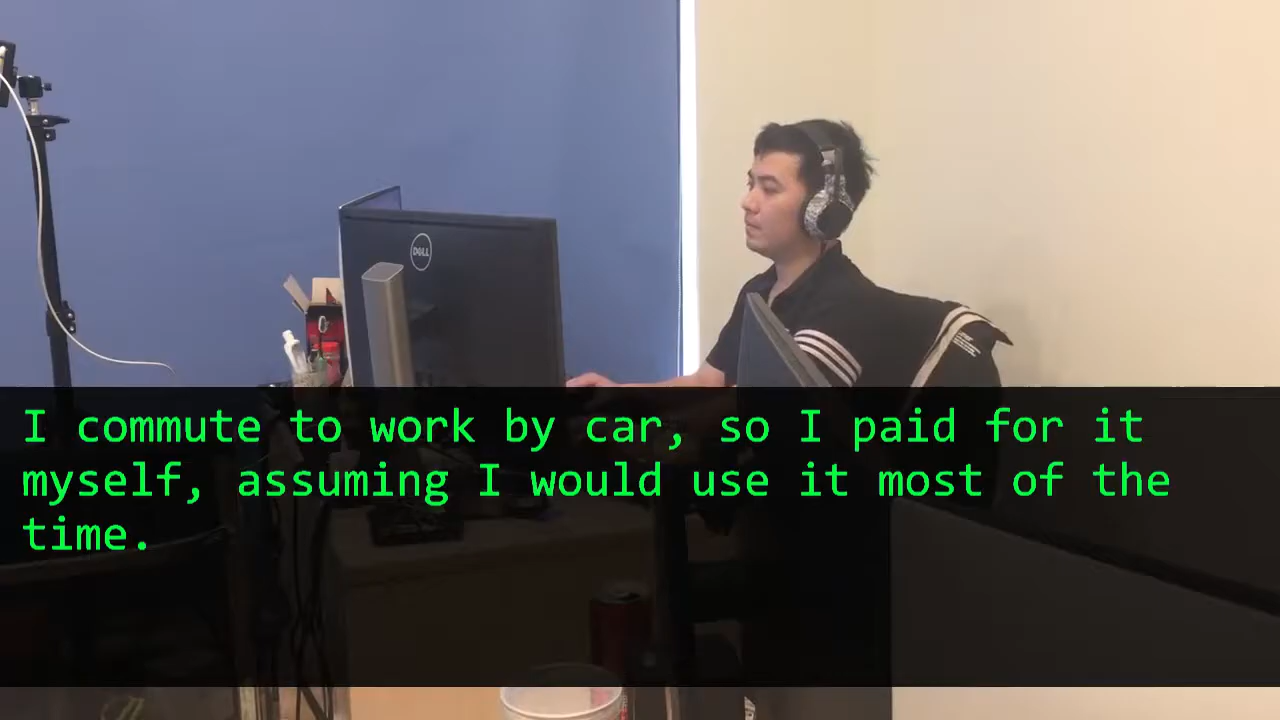 DELL
I commute to work by car, so I paid for it
myself, assuming I would use it most of the
time.